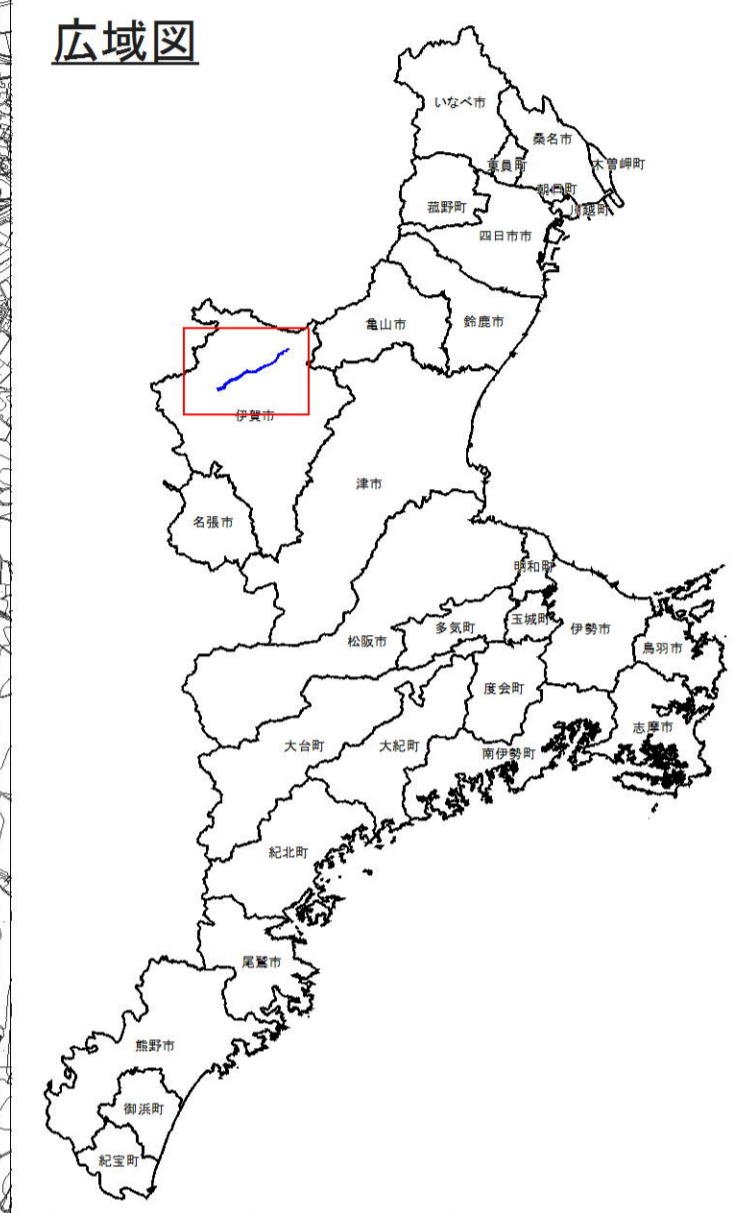 広域図
いなべ市
桑名市
東員町
木曽岬町
朝日町
菰野町
川越町
四日市市
亀山市
鈴鹿市
伊賀市
津市
名張市
明和町
玉城町
多気町
伊勢市
松阪市
鳥羽市
度会町
志摩市
大台町
大紀町
南伊勢町
紀北町
尾鷲市
熊野市
御浜町
紀宝町